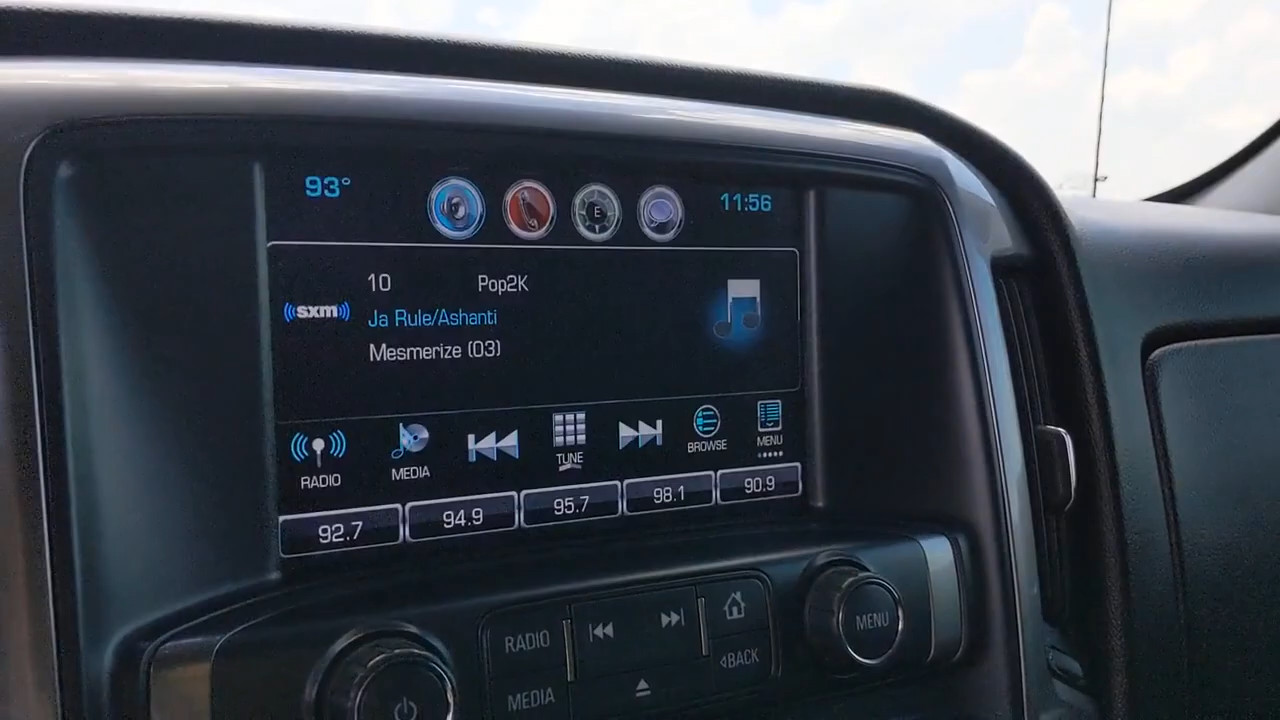 93° E 11:56
10 Pop2K
sxm
Ja Rule/Ashanti
Mesmerize (03)
RADIO MEDIA TUNE BROWSE MENU
92.7 94.9 95.7 98.1 90.9
RADIO MENU
MEDIA BACK